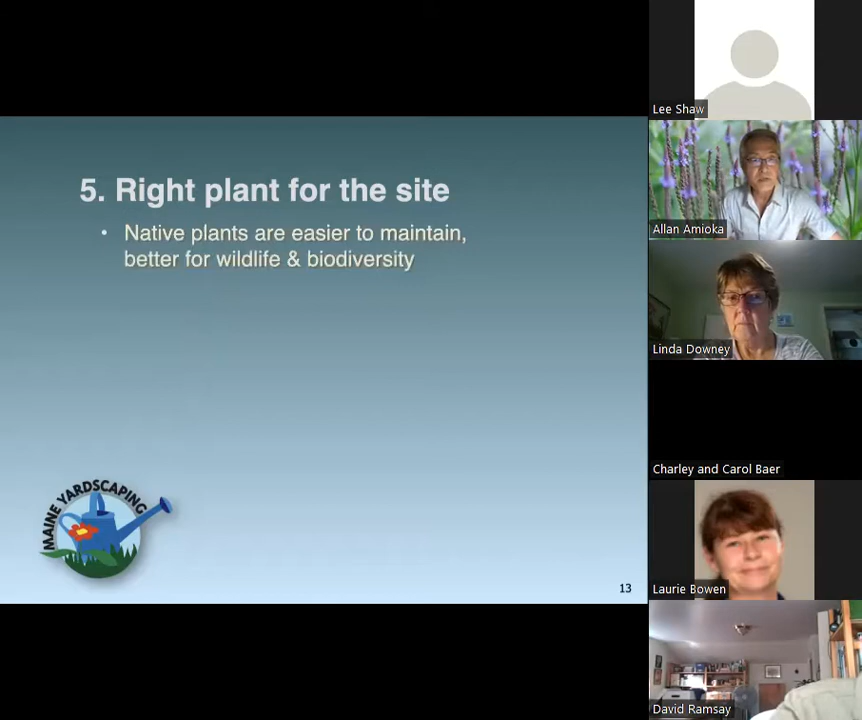 5. Right plant for the site
• Native plants are easier to maintain,
better for wildlife & biodiversity
MAINE YARDSCAPING
13
Lee Shaw
Allan Amioka
Linda Downey
Charley and Carol Baer
Laurie Bowen
David Ramsay